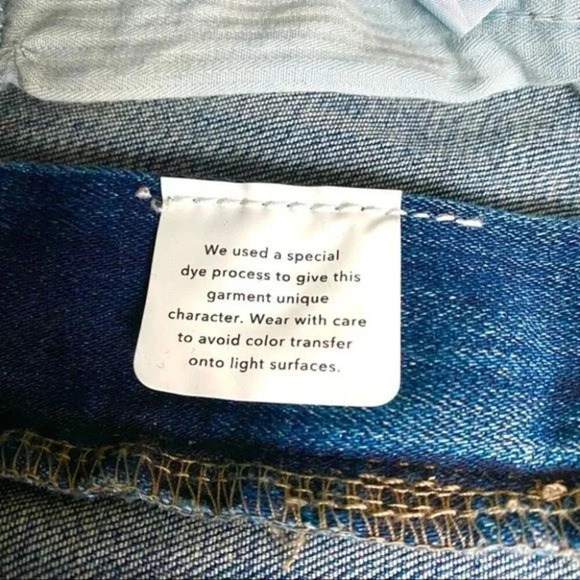 We used a special
dye process to give this
garment unique
character. Wear with care
to avoid color transfer
onto light surfaces.